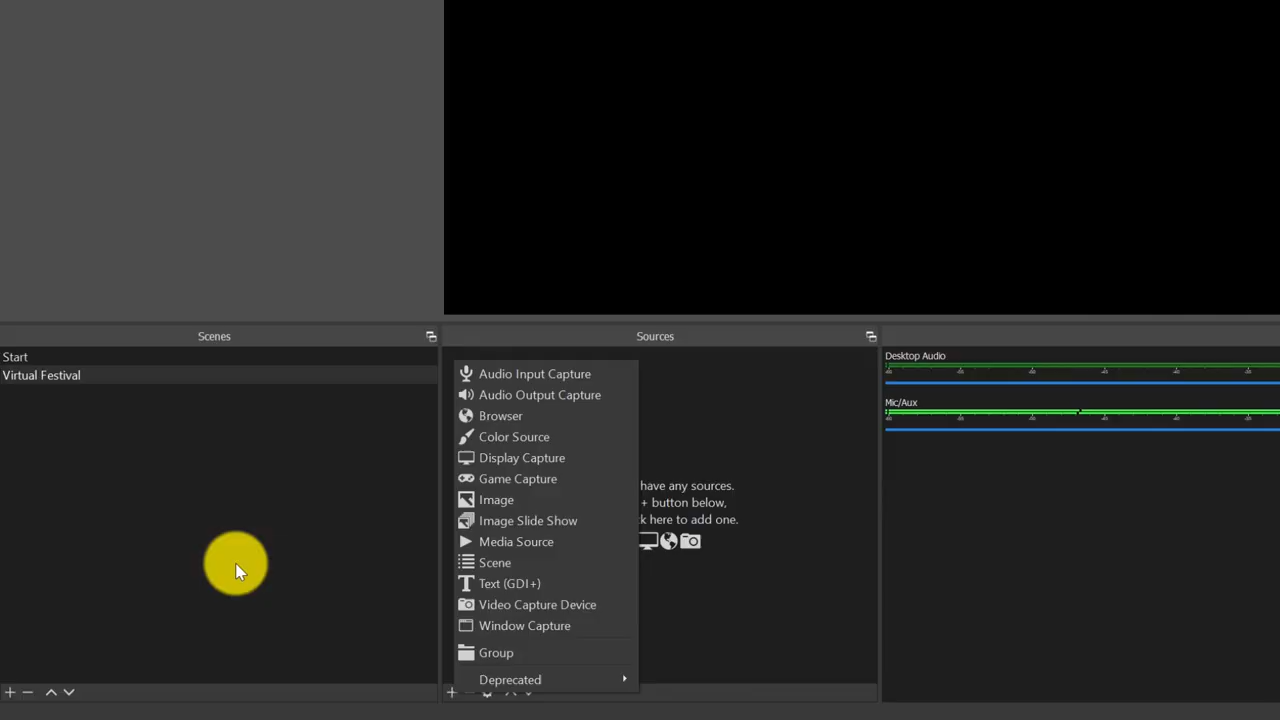 Scenes
Sources
Start
Virtual Festival
Audio Input Capture
Audio Output Capture
Browser
Color Source
Display Capture
Game Capture
Image
Image Slide Show
Media Source
Scene
Text (GDI+)
Video Capture Device
Window Capture
Group
Deprecated
have any sources.
+ button below,
k here to add one.
Desktop Audio
Mic/Aux